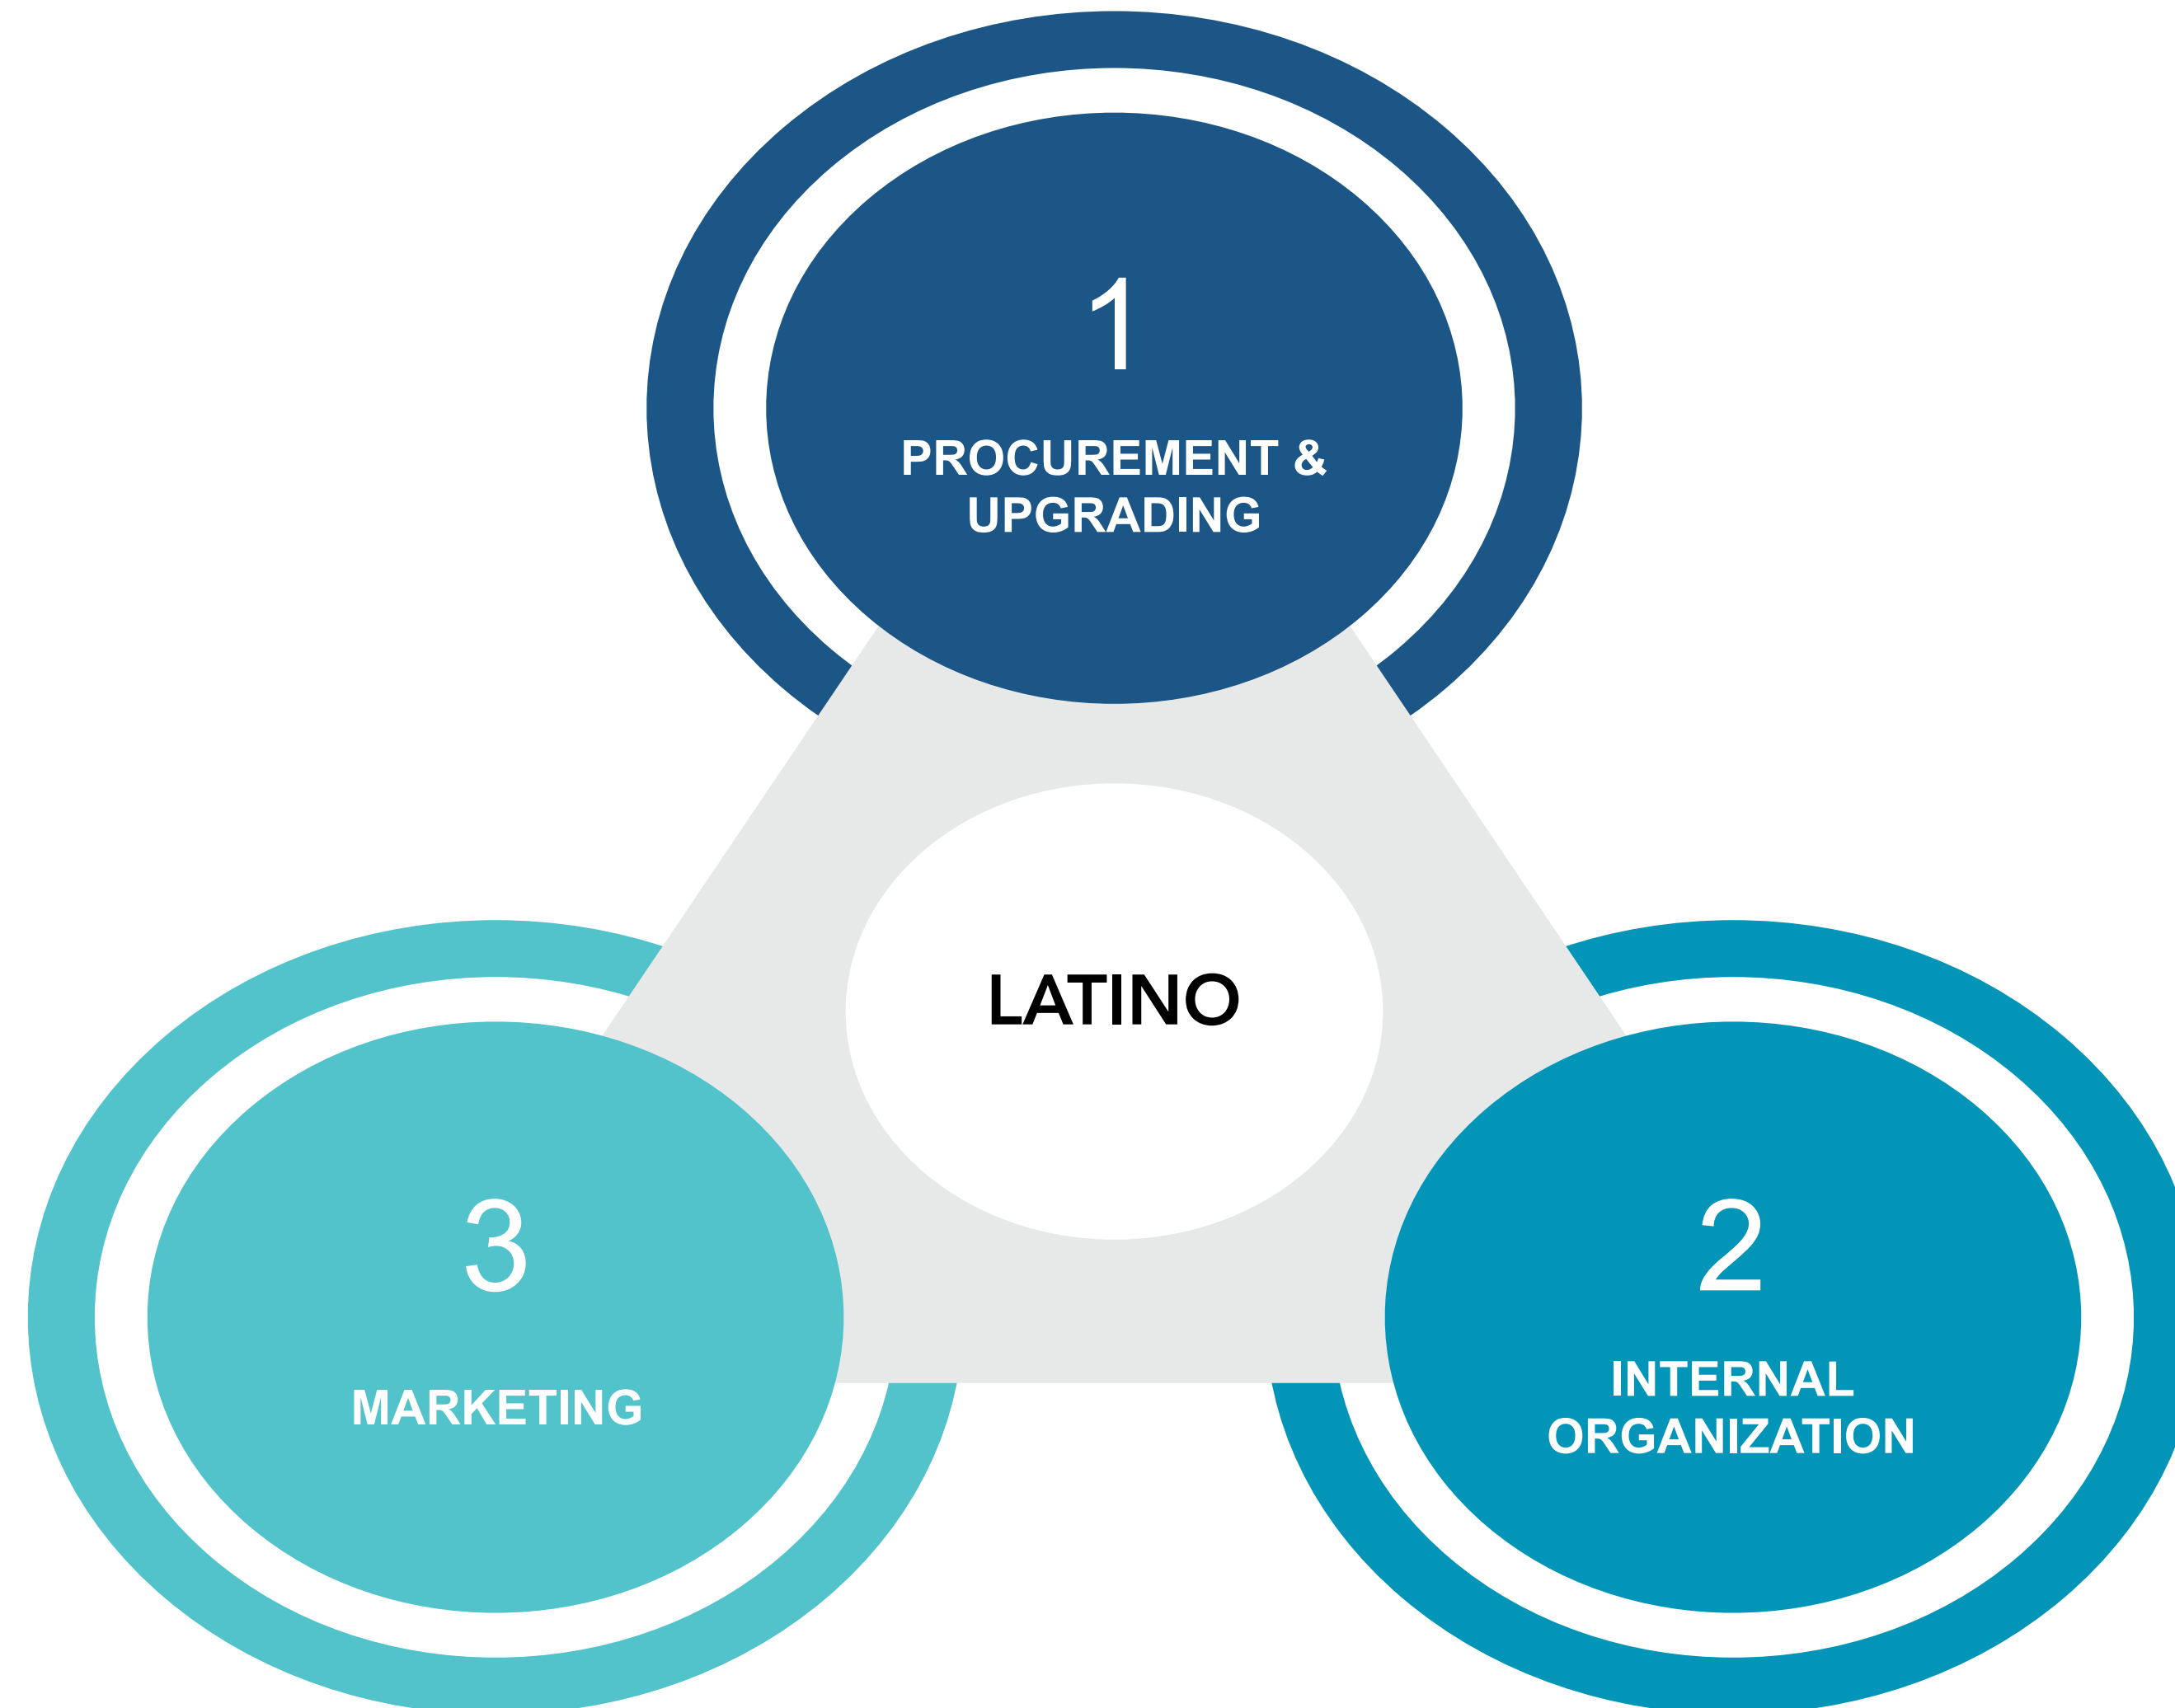 1
PROCUREMENT &
UPGRADING
LATINO
3
MARKETING
2
INTERNAL
ORGANIZATION